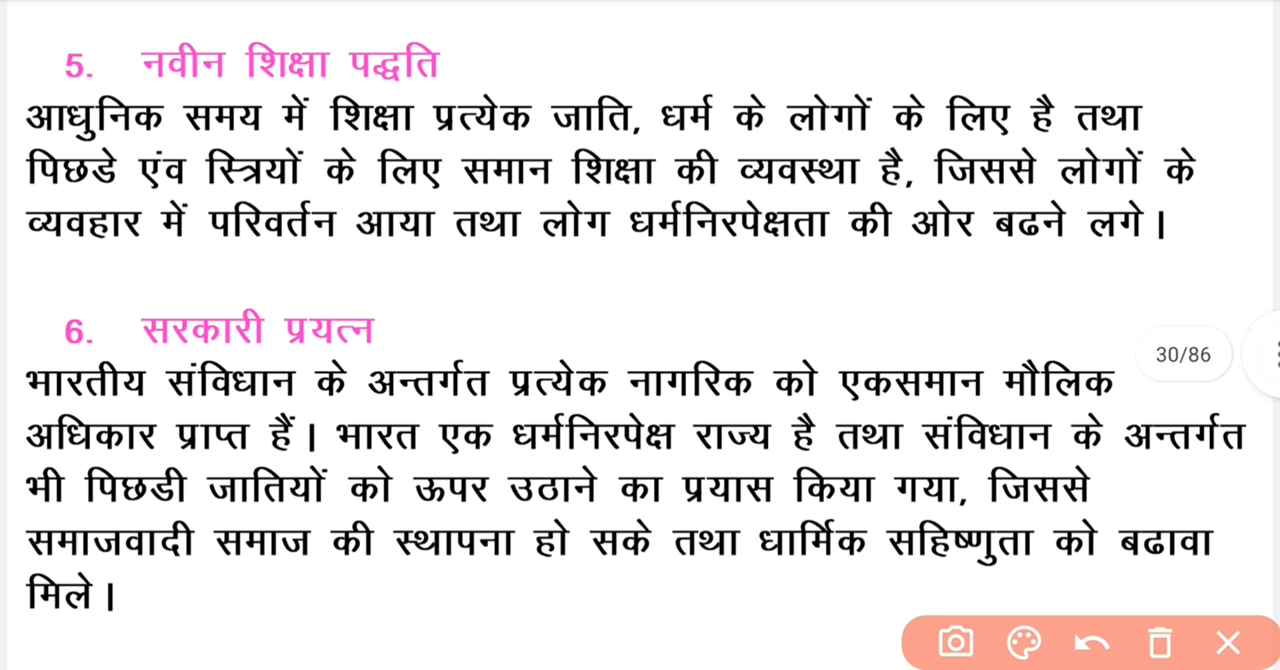 5. नवीन शिक्षा पद्धति
आधुनिक समय में शिक्षा प्रत्येक जाति, धर्म के लोगों के लिए है तथा
पिछडे एंव स्त्रियों के लिए समान शिक्षा की व्यवस्था है, जिससे लोगों के
व्यवहार में परिवर्तन आया तथा लोग धर्मनिरपेक्षता की ओर बढने लगे।
6. सरकारी प्रयत्न
भारतीय संविधान के अन्तर्गत प्रत्येक नागरिक को एकसमान मौलिक
30/86
अधिकार प्राप्त हैं। भारत एक धर्मनिरपेक्ष राज्य है तथा संविधान के अन्तर्गत
भी पिछडी जातियों को ऊपर उठाने का प्रयास किया गया, जिससे
समाजवादी समाज की स्थापना हो सके तथा धार्मिक सहिष्णुता को बढावा
मिले।